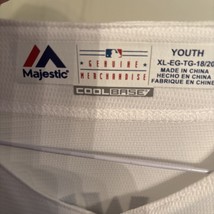 Majestic
GENUINE
MERCHANDISE
COOLBASE
YOUTH
XL-EG-TG-18/20
MADE IN CHINA
HECHO EN CHINA
FABRIQUE EN CHINE